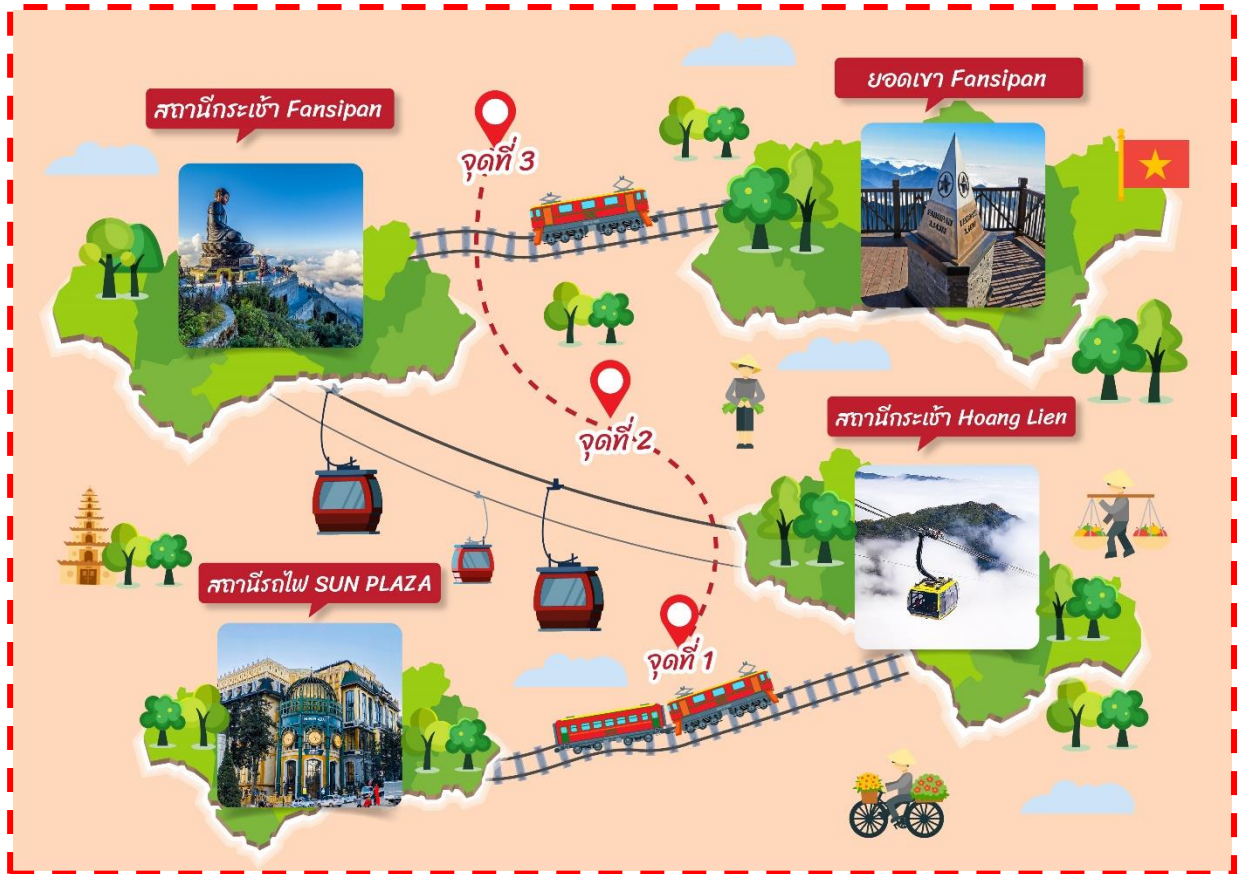 สถานีกระเช้า Fansipan
ยอดเขา Fansipan
จุดที่ 3
FANSIPAN
จุดที่ 2
สถานีกระเช้า Hoang Lien
สถานีรถไฟ SUN PLAZA
จุดที่ 1